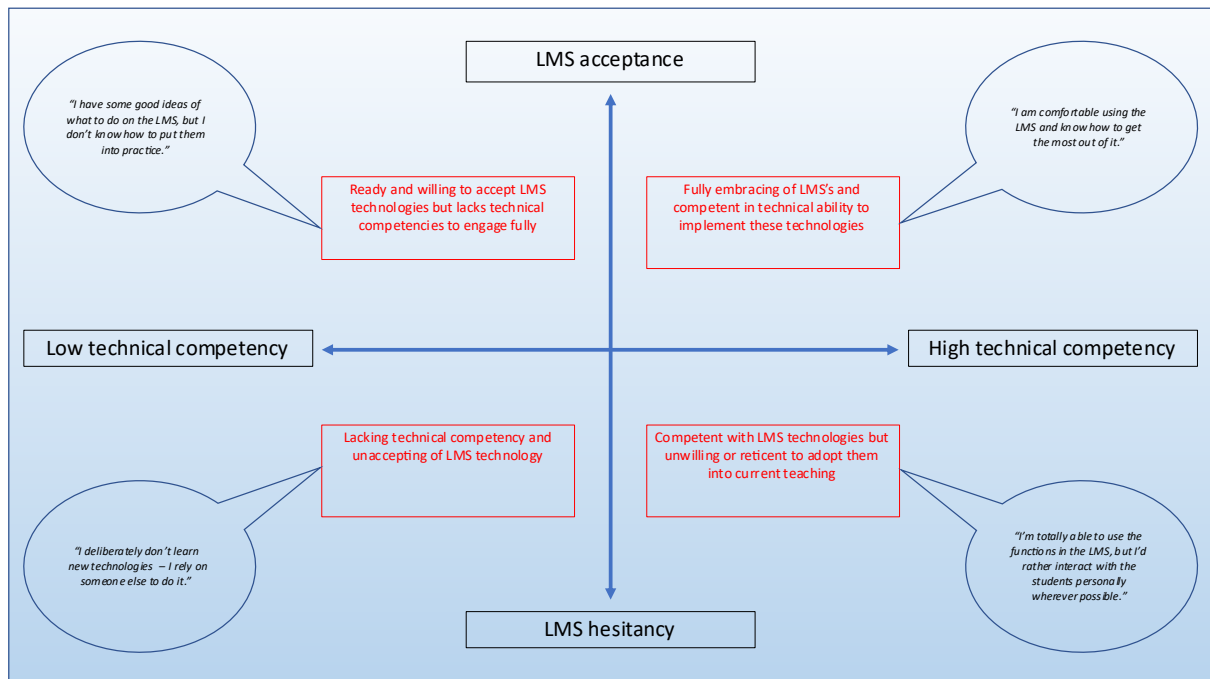 LMS acceptance
“I have some good ideas of
what to do on the LMS, but I
don’t know how to put them
into practice.”
“I am comfortable using the
LMS and know how to get
the most out of it.”
Ready and willing to accept LMS
technologies but lacks technical
competencies to engage fully
Fully embracing of LMS’s and
competent in technical ability to
implement these technologies
Low technical competency
High technical competency
Lacking technical competency and
unaccepting of LMS technology
Competent with LMS technologies but
unwilling or reticent to adopt them
into current teaching
“I deliberately don’t learn
new technologies – I rely on
someone else to do it.”
“I’m totally able to use the
functions in the LMS, but I’d
rather interact with the
students personally
wherever possible.”
LMS hesitancy